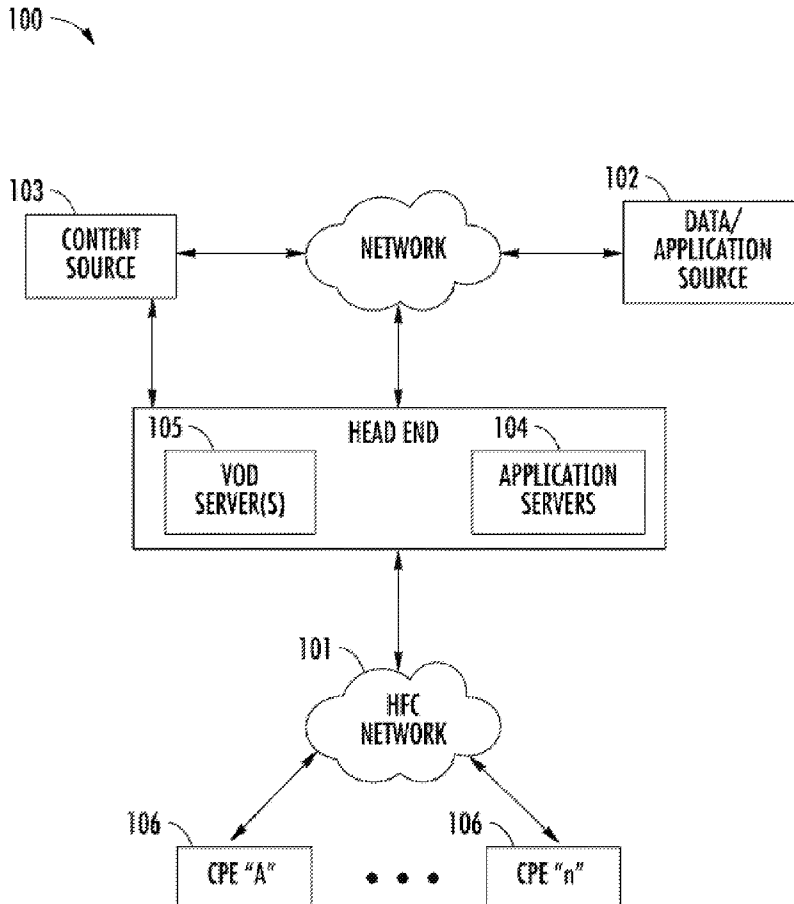 100
103
102
CONTENT
SOURCE
NETWORK
DATA/
APPLICATION
SOURCE
HEAD END
105
104
VOD
SERVER(S)
APPLICATION
SERVERS
101
HFC
NETWORK
106
106
CPE "A"
CPE "n"